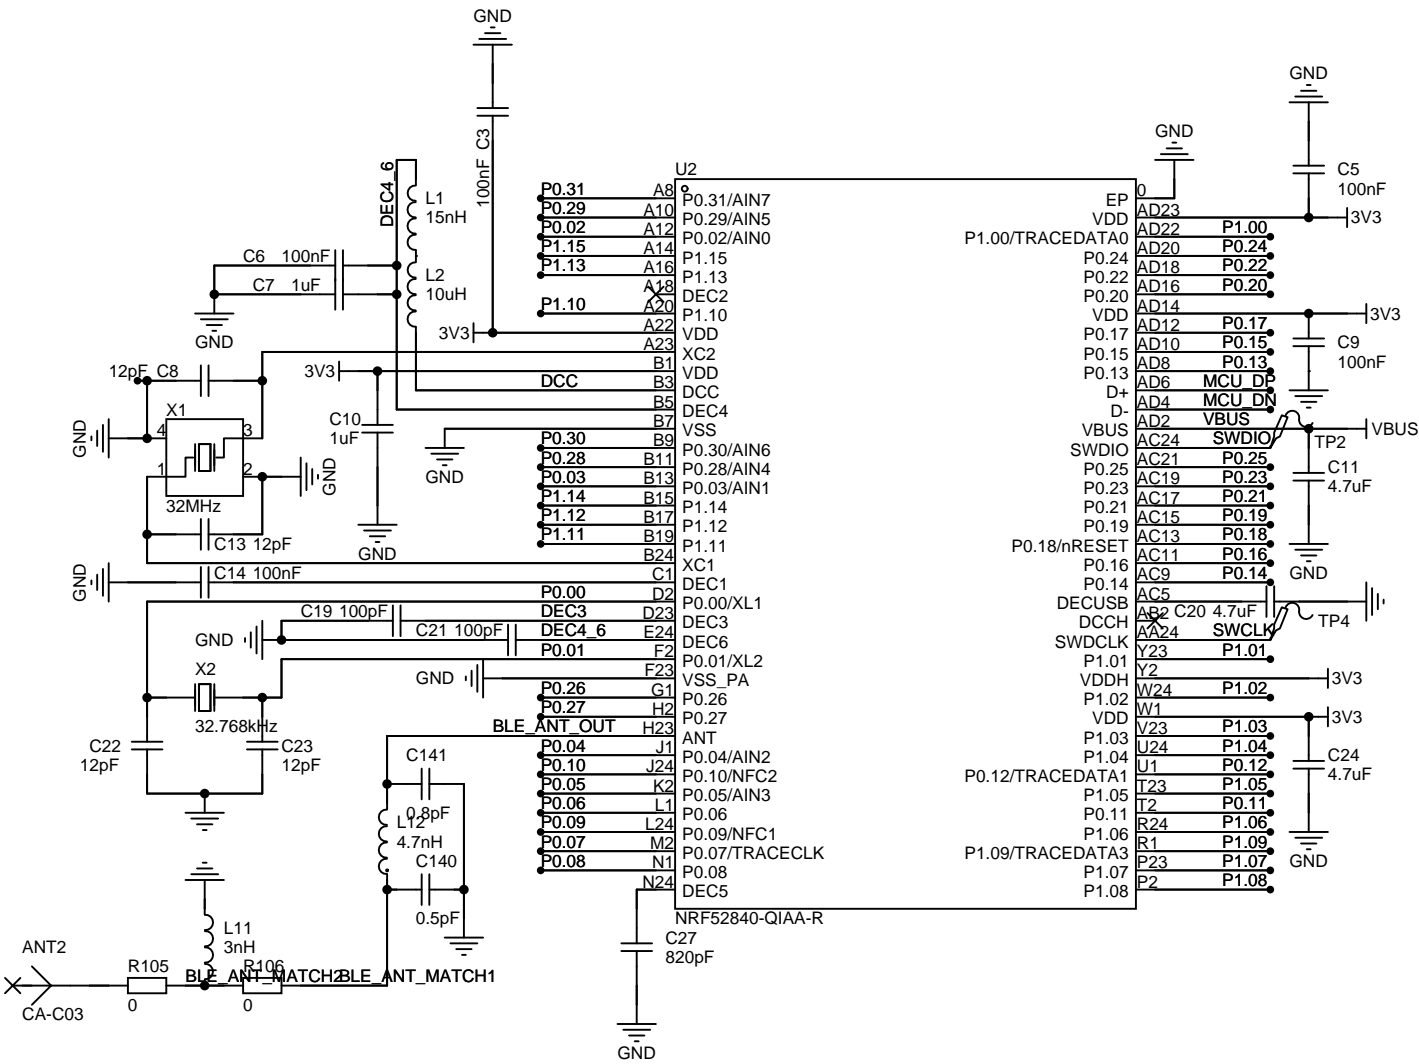 GND
C3
100nF
DEC4_6
L1
15nH
L2
10uH
C6 100nF
C7 1uF
GND
12pF C8
X1
4 3
1 2
32MHz
GND
GND
C13 12pF
GND
C14 100nF
3V3
3V3
C10
1uF
GND
GND
DCC
U2
P0.31 A8 P0.31/AIN7
P0.29 A10 P0.29/AIN5
P0.02 A12 P0.02/AIN0
P1.15 A14 P1.15
P1.13 A16 P1.13
A18 DEC2
P1.10 A20 P1.10
A22 VDD
A23 XC2
B1 VDD
B3 DCC
B5 DEC4
B7 VSS
P0.30 B9 P0.30/AIN6
P0.28 B11 P0.28/AIN4
P0.03 B13 P0.03/AIN1
P1.14 B15 P1.14
P1.12 B17 P1.12
P1.11 B19 P1.11
B24 XC1
C1 DEC1
P0.00 D2 P0.00/XL1
C19 100pF DEC3 D23 DEC3
GND C21 100pF DEC4_6 E24 DEC6
P0.01 F2 P0.01/XL2
GND F23 VSS_PA
P0.26 G1 P0.26
P0.27 H2 P0.27
BLE_ANT_OUT H23 ANT
P0.04 J1 P0.04/AIN2
P0.10 J24 P0.10/NFC2
P0.05 K2 P0.05/AIN3
P0.06 L1 P0.06
P0.09 L24 P0.09/NFC1
P0.07 M2 P0.07/TRACECLK
P0.08 N1 P0.08
N24 DEC5
NRF52840-QIAA-R
X2
32.768kHz
C22
12pF
C23
12pF
C141
0.8pF
L12
4.7nH
C140
0.5pF
GND
C27
820pF
GND
L11
3nH
ANT2
CA-C03
R105
0
BLE_ANT_MATCH2
R106
0
BLE_ANT_MATCH1
GND
GND
C5
100nF
EP 0
VDD AD23 3V3
P1.00/TRACEDATA0 AD22 P1.00
P0.24 AD20 P0.24
P0.22 AD18 P0.22
P0.20 AD16 P0.20
VDD AD14 3V3
P0.17 AD12 P0.17
P0.15 AD10 P0.15
P0.13 AD8 P0.13
D+ AD6 MCU_DP
D- AD4 MCU_DN
VBUS AD2 VBUS VBUS
SWDIO AC24 SWDIO TP2
P0.25 AC21 P0.25
P0.23 AC19 P0.23
P0.21 AC17 P0.21
P0.19 AC15 P0.19
P0.18/nRESET AC13 P0.18
P0.16 AC11 P0.16
P0.14 AC9 P0.14
DECUSB AC5
DCCH AB2 C20 4.7uF
SWDCLK AA24 SWCLK TP4
P1.01 Y23 P1.01
VDDH Y2 3V3
P1.02 W24 P1.02
VDD W1 3V3
P1.03 V23 P1.03
P1.04 U24 P1.04
P0.12/TRACEDATA1 U1 P0.12
P1.05 T23 P1.05
P0.11 T2 P0.11
P1.06 R24 P1.06
P1.09/TRACEDATA3 R1 P1.09
P1.07 P23 P1.07
P1.08 P2 P1.08
C9
100nF
GND
C11
4.7uF
GND
C24
4.7uF
GND